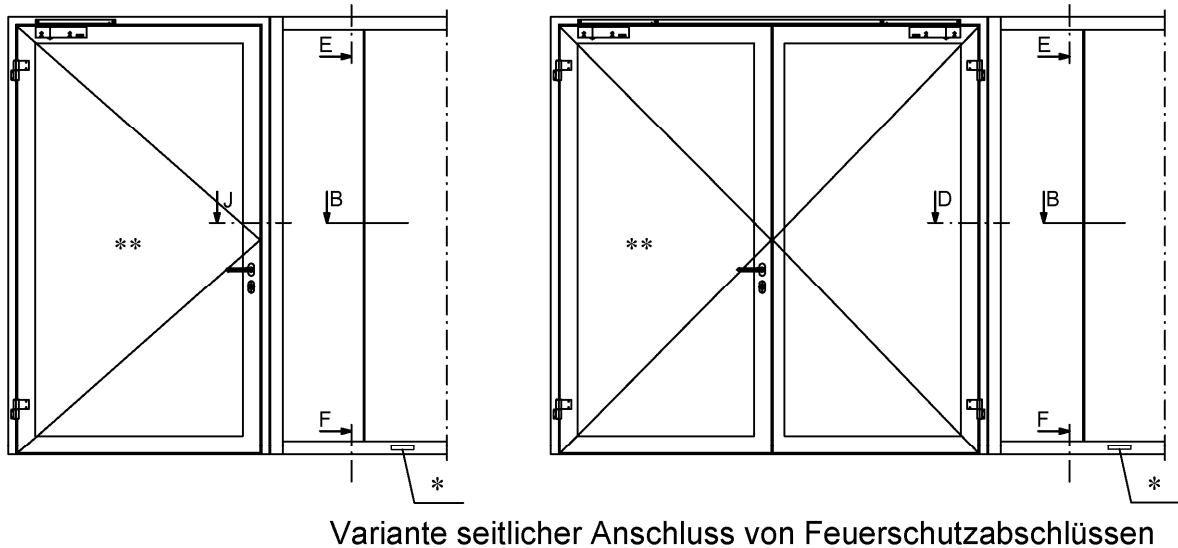 E E
J B D B
** **
F F
* *
Variante seitlicher Anschluss von Feuerschutzabschlüssen